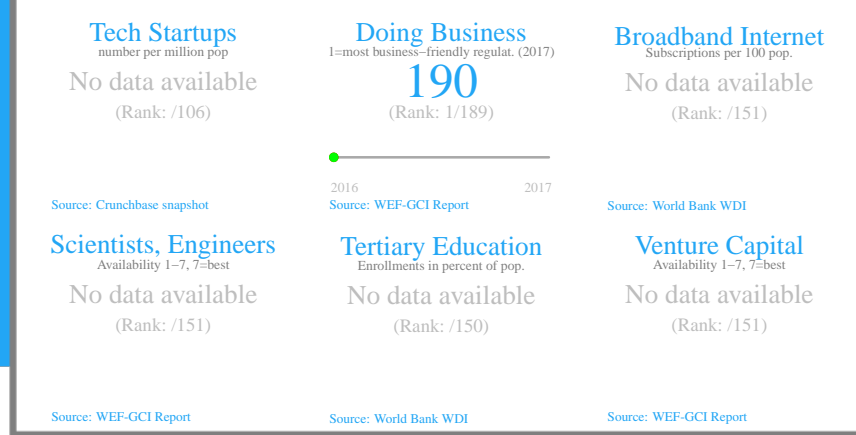 Tech Startups
number per million pop
No data available
(Rank: /106)
Source: Crunchbase snapshot
Doing Business
1=most business−friendly regulat. (2017)
190
(Rank: 1/189)
2016 2017
Source: WEF-GCI Report
Broadband Internet
Subscriptions per 100 pop.
No data available
(Rank: /151)
Source: World Bank WDI
Scientists, Engineers
Availability 1−7, 7=best
No data available
(Rank: /151)
Source: WEF-GCI Report
Tertiary Education
Enrollments in percent of pop.
No data available
(Rank: /150)
Source: World Bank WDI
Venture Capital
Availability 1−7, 7=best
No data available
(Rank: /151)
Source: WEF-GCI Report